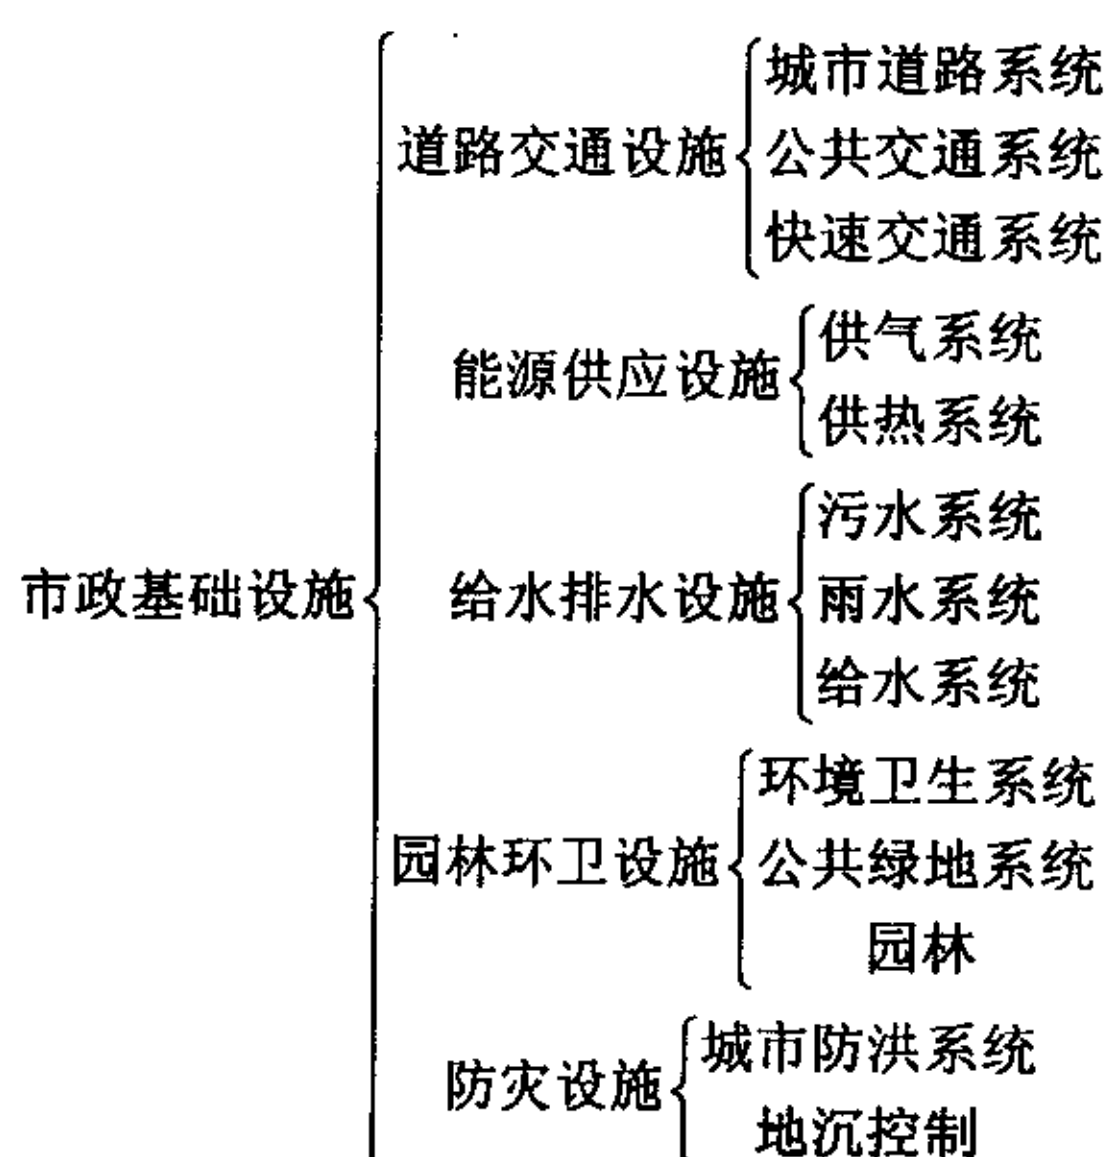 市政基础设施
道路交通设施
城市道路系统
公共交通系统
快速交通系统
能源供应设施
供气系统
供热系统
给水排水设施
污水系统
雨水系统
给水系统
园林环卫设施
环境卫生系统
公共绿地系统
园林
防灾设施
城市防洪系统
地沉控制